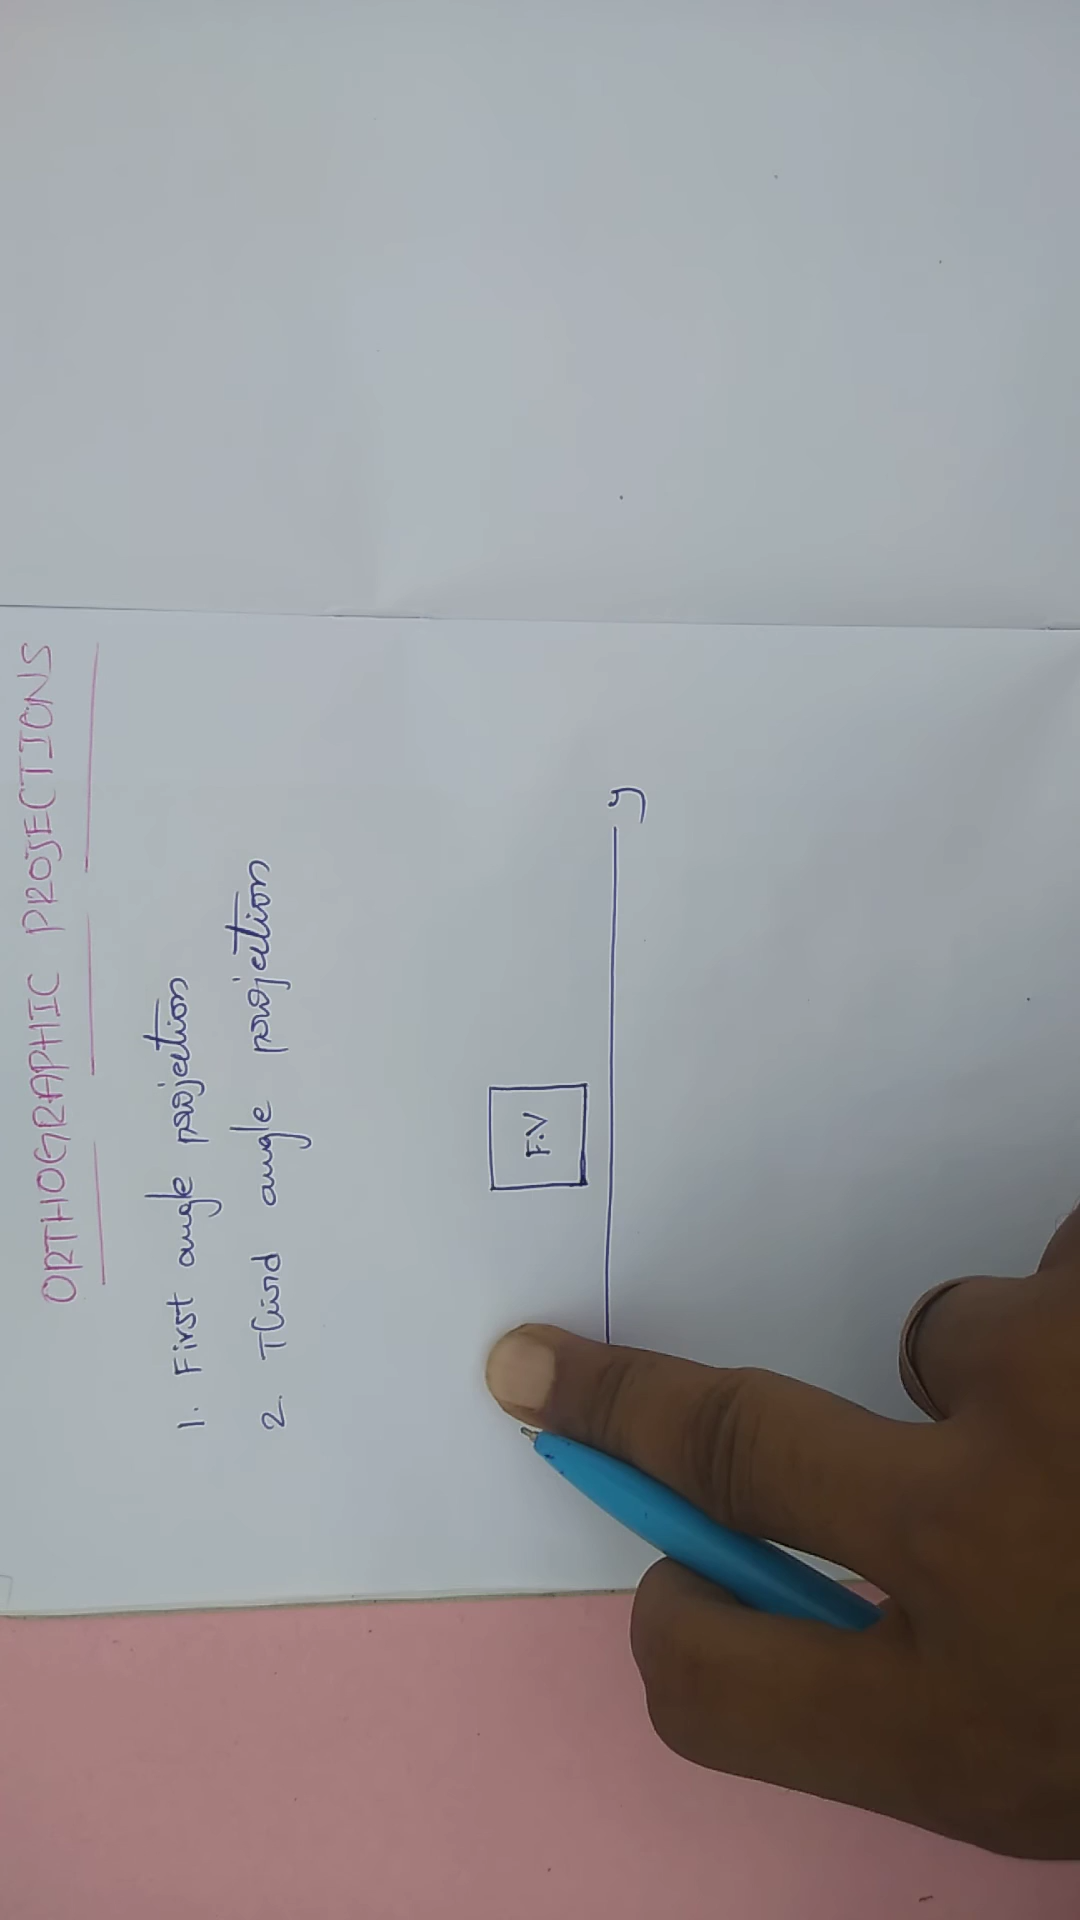 ORTHOGRAPHIC PROJECTIONS
1. First angle projection
2. Third angle projection
F.V
y